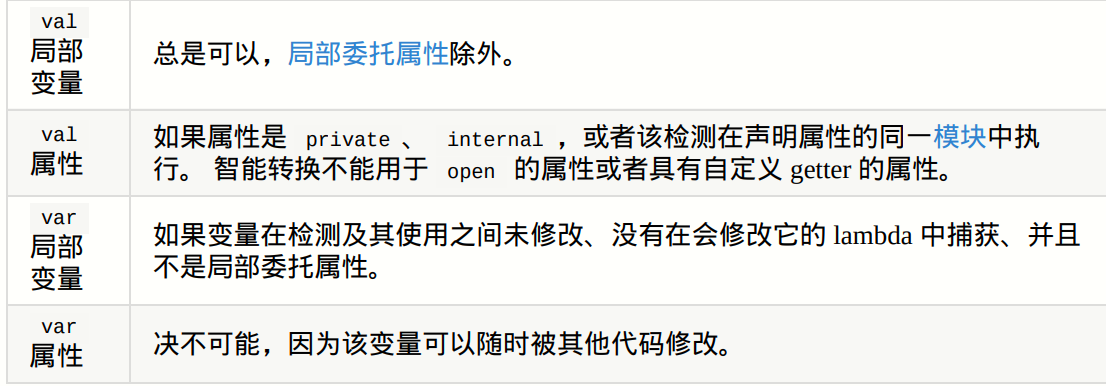 val
局部
变量
总是可以，局部委托属性除外。
val
属性
如果属性是 private 、 internal ，或者该检测在声明属性的同一模块中执
行。 智能转换不能用于 open 的属性或者具有自定义 getter 的属性。
var
局部
变量
如果变量在检测及其使用之间未修改、没有在会修改它的 lambda 中捕获、并且
不是局部委托属性。
var
属性
决不可能，因为该变量可以随时被其他代码修改。